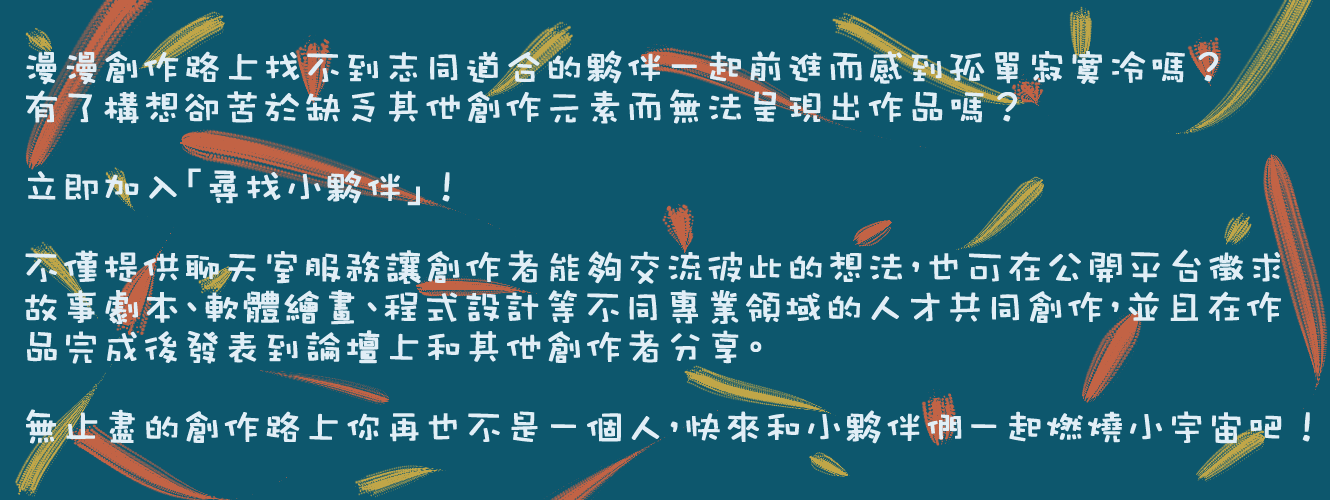 漫漫創作路上找不到志同道合的夥伴一起前進而感到孤單寂寞冷嗎？
有了構想卻苦於缺乏其他創作元素而無法呈現出作品嗎？
立即加入「尋找小夥伴」！
不僅提供聊天室服務讓創作者能夠交流彼此的想法，也可在公開平台徵求
故事劇本、軟體繪畫、程式設計等不同專業領域的人才共同創作，並且在作
品完成後發表到論壇上和其他創作者分享。
無止盡的創作路上你再也不是一個人，快來和小夥伴們一起燃燒小宇宙吧！